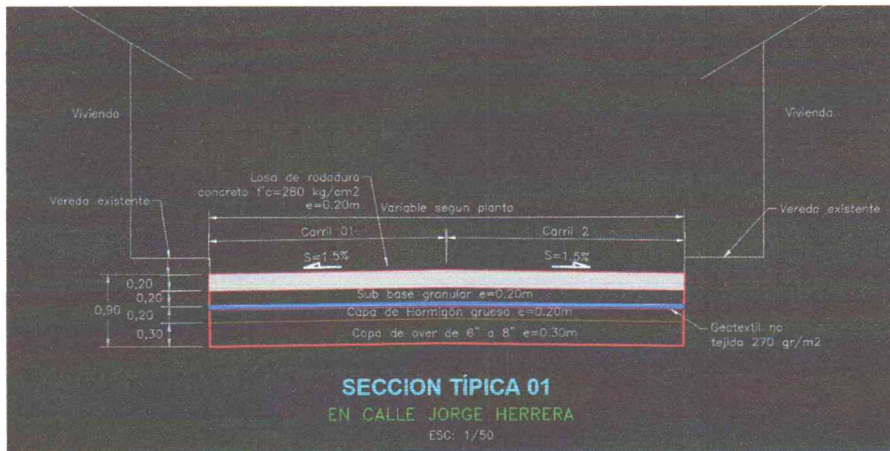 Vivienda
Vivienda
Losa de rodadura
concreto f'c=280 kg/cm2
e=0.20m
Vereda existente
Variable segun planta
Vereda existente
Carril 01
Carril 2
S=1.5%
S=1.5%
0,20
0,20
0,90
0,20
0,30
Sub base granular e=0.20m
Capa de Hormigón grueso e=0.20m
Capa de over de 6" a 8" e=0.30m
Geotextil no
tejido 270 gr/m2
SECCION TÍPICA 01
EN CALLE JORGE HERRERA
ESC: 1/50